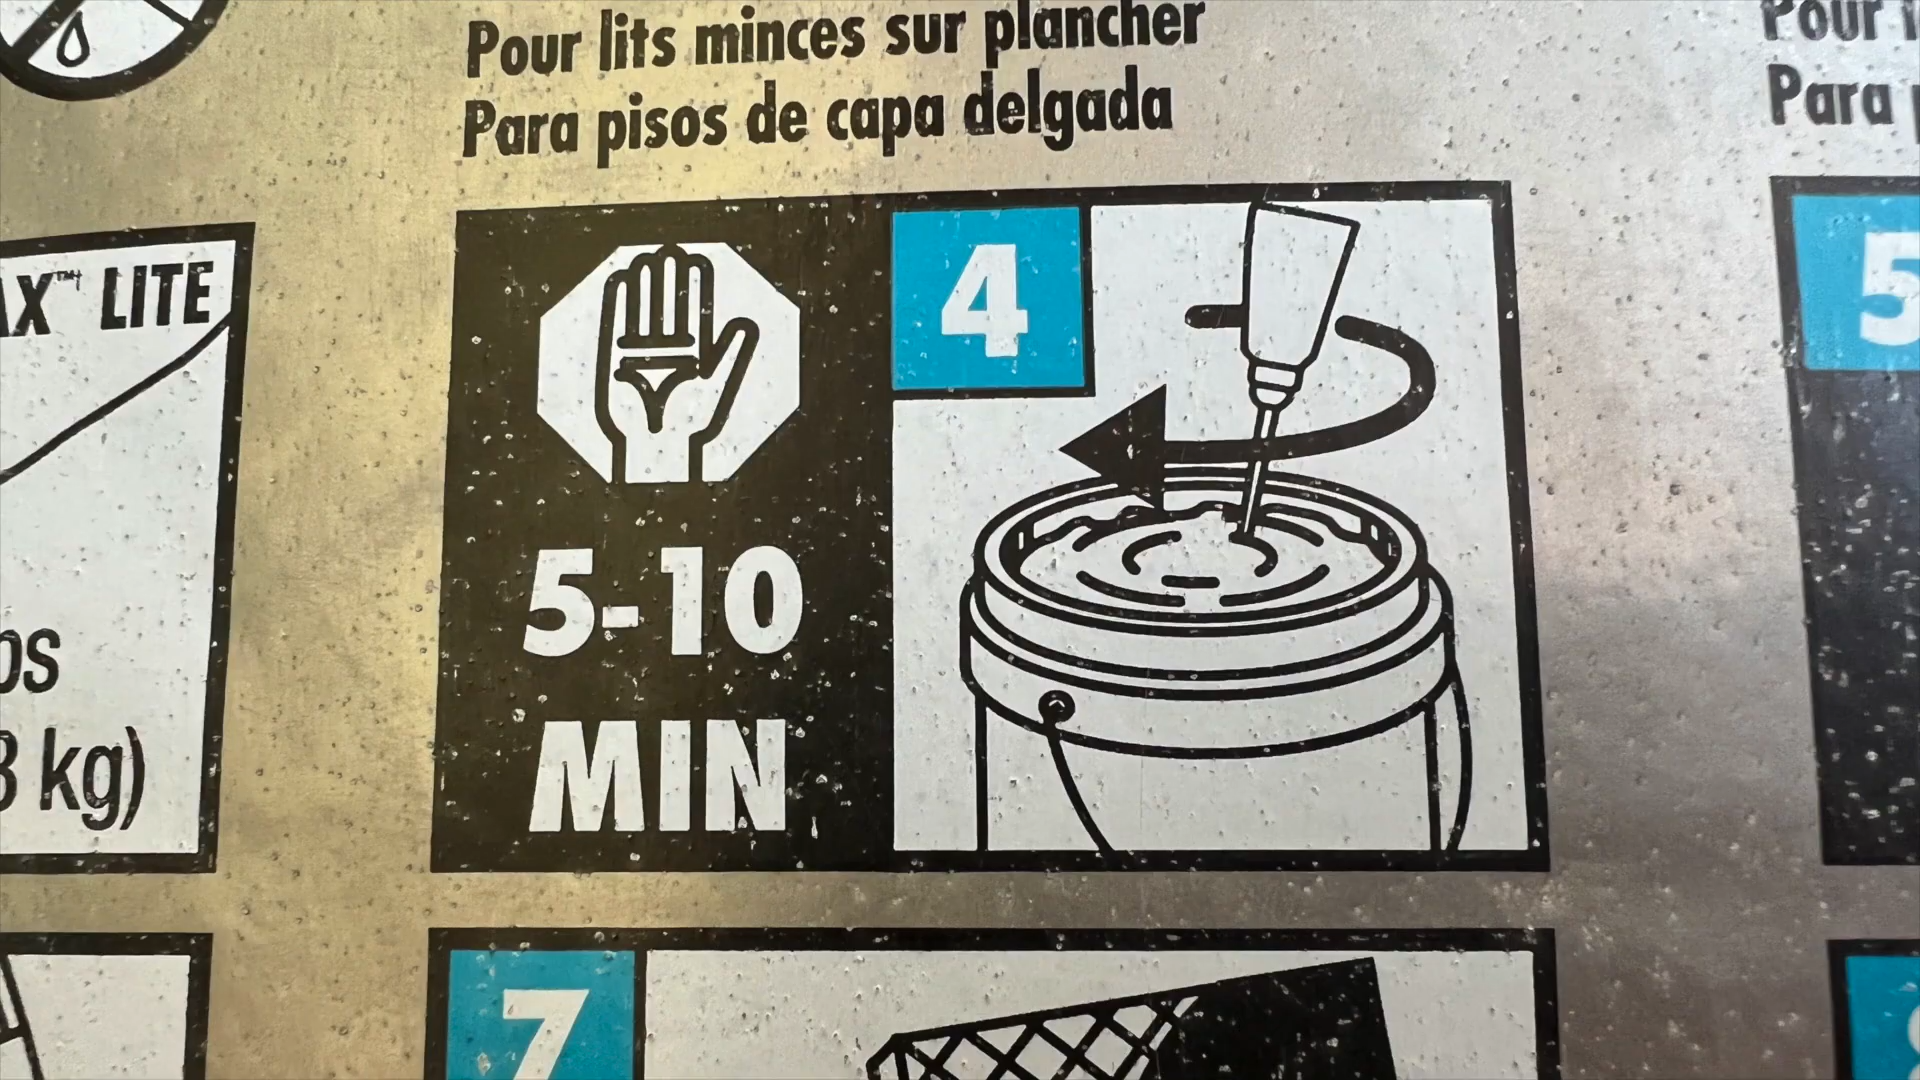 Pour lits minces sur plancher
Para pisos de capa delgada
Pour
Para
LITE
4
5
5-10
MIN
kg)
7